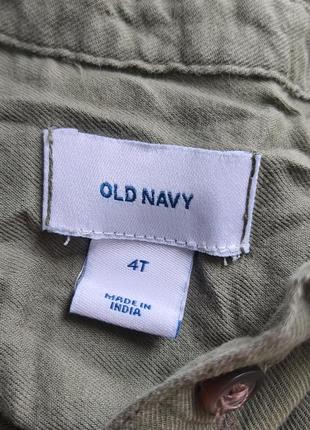 OLD NAVY
4T
MADE IN
INDIA